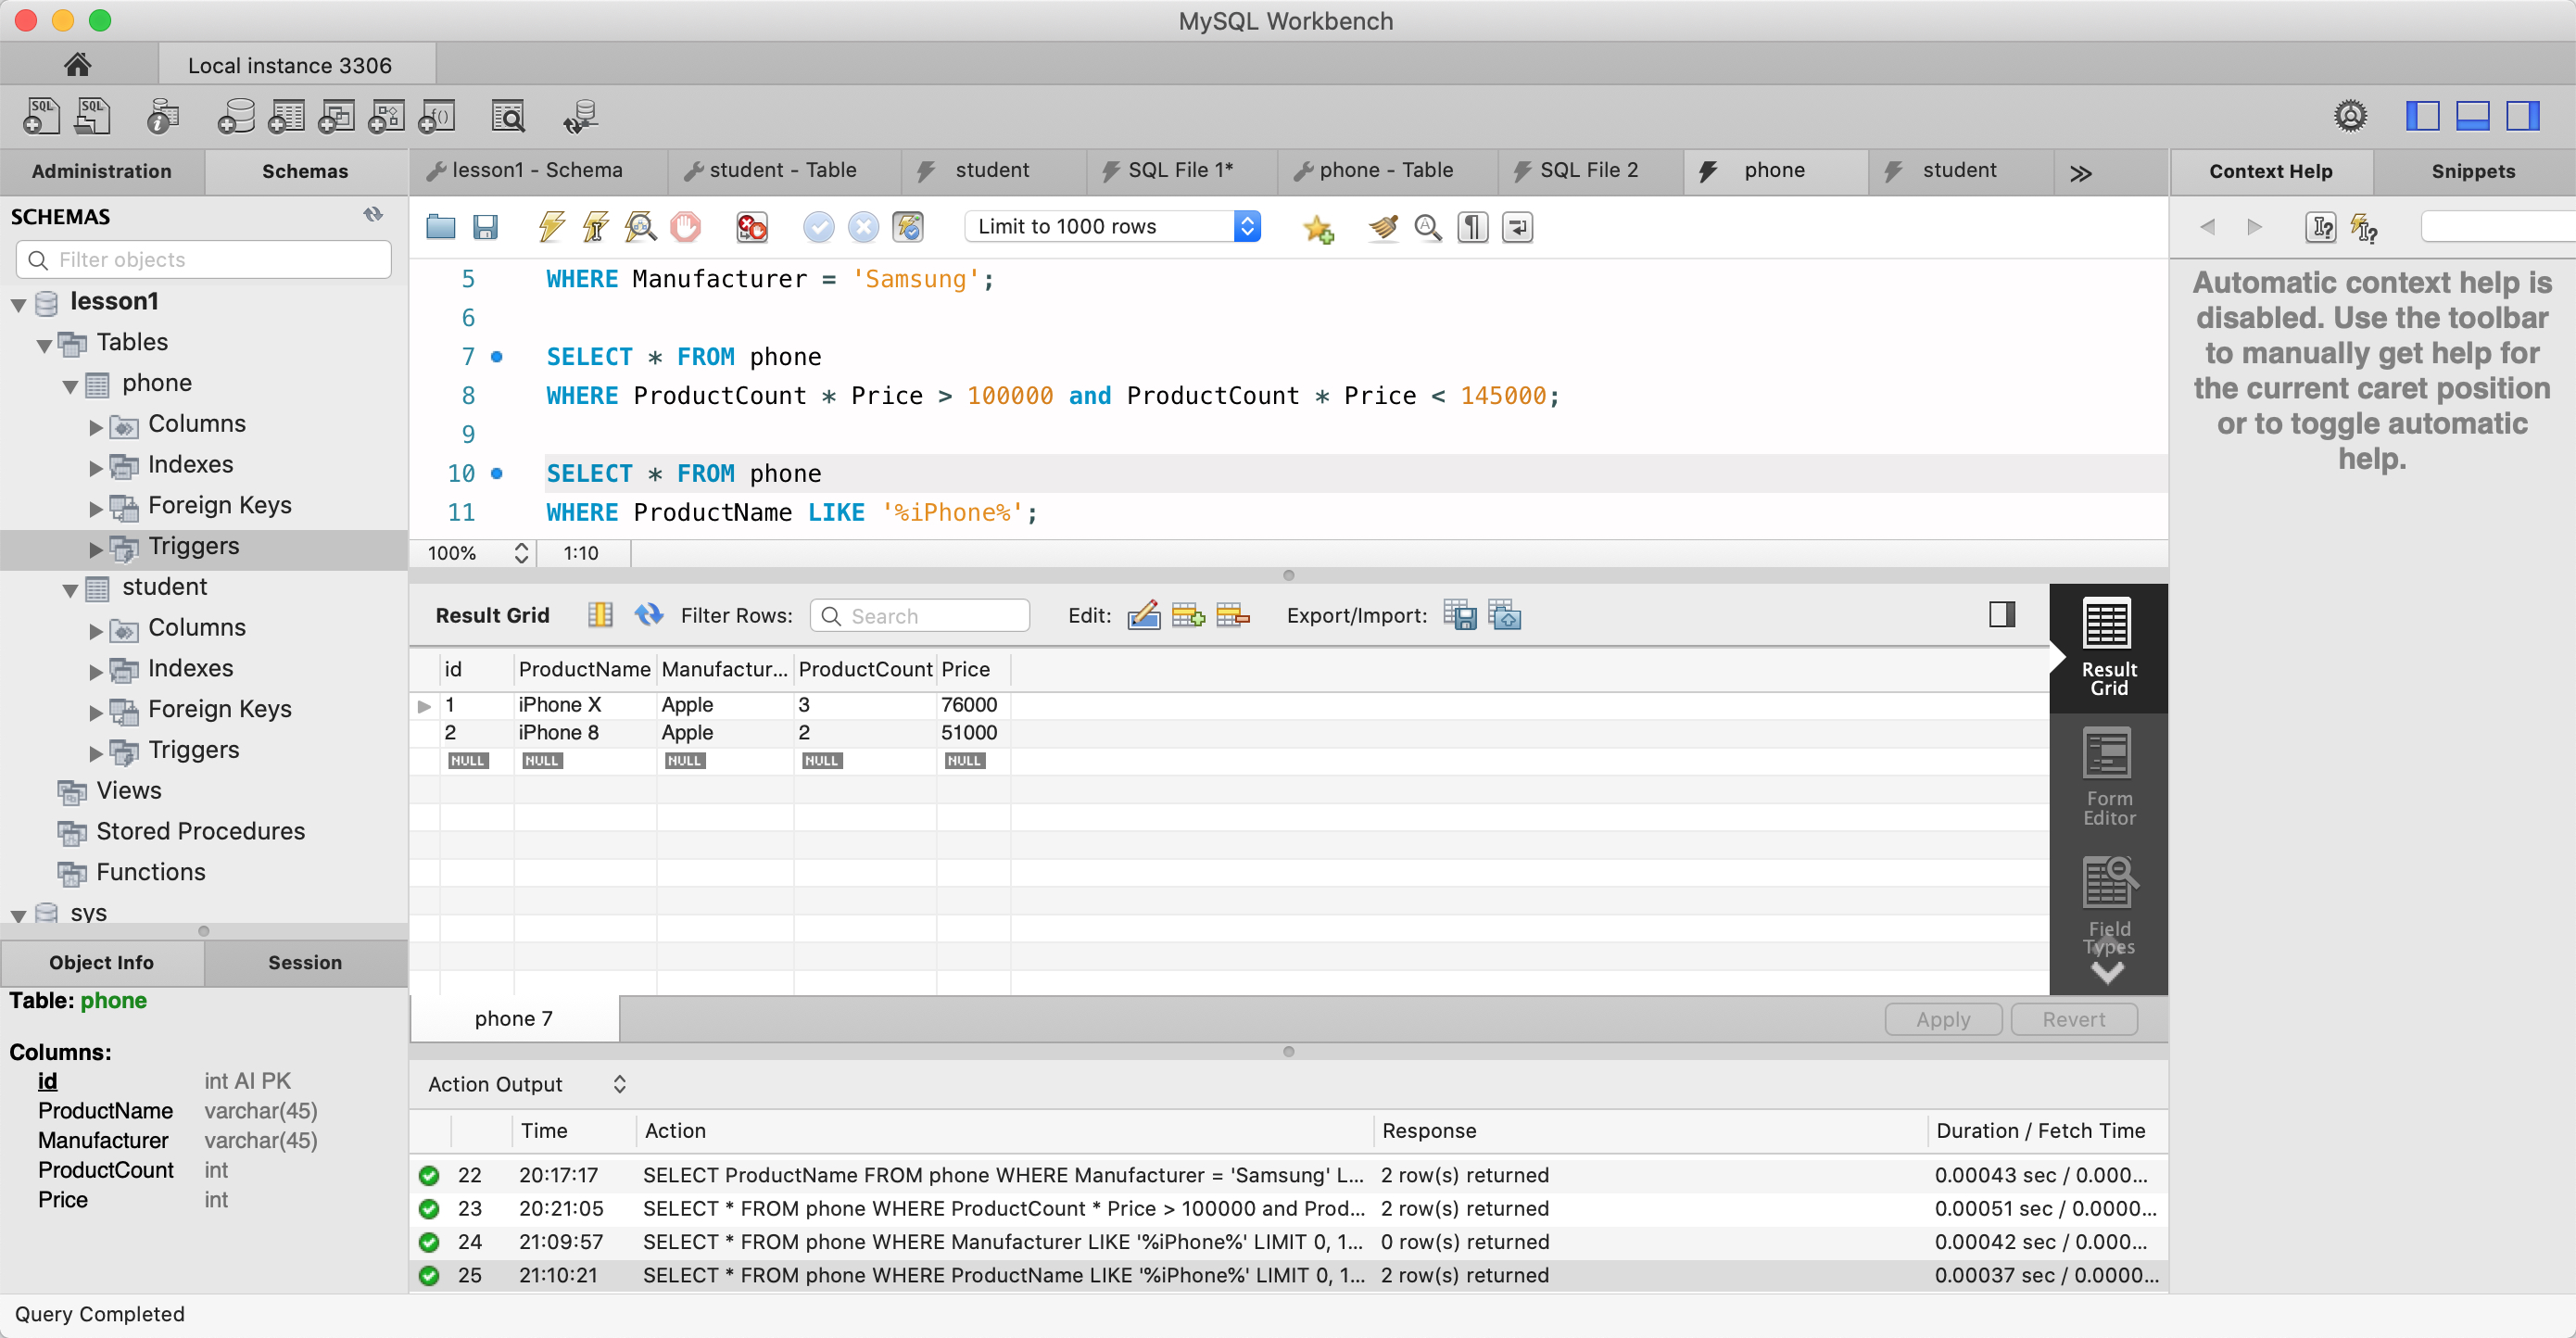 MySQL Workbench
Local instance 3306
SQL SQL
Administration Schemas
lesson1 - Schema student - Table student SQL File 1* phone - Table SQL File 2 phone student
Context Help Snippets
SCHEMAS
Filter objects
lesson1
Tables
phone
Columns
Indexes
Foreign Keys
Triggers
student
Columns
Indexes
Foreign Keys
Triggers
Views
Stored Procedures
Functions
sys
Limit to 1000 rows
5 WHERE Manufacturer = 'Samsung';
6
7 SELECT * FROM phone
8 WHERE ProductCount * Price > 100000 and ProductCount * Price < 145000;
9
10 SELECT * FROM phone
11 WHERE ProductName LIKE '%iPhone%';
100% 1:10
Automatic context help is
disabled. Use the toolbar
to manually get help for
the current caret position
or to toggle automatic
help.
Result Grid Filter Rows: Search Edit: Export/Import:
id ProductName Manufactur... ProductCount Price
1 iPhone X Apple 3 76000
2 iPhone 8 Apple 2 51000
NULL NULL NULL NULL NULL
Result
Grid
Form
Editor
Field
Types
phone 7
Apply Revert
Object Info Session
Table: phone
Columns:
id int AI PK
ProductName varchar(45)
Manufacturer varchar(45)
ProductCount int
Price int
Action Output
Time Action Response Duration / Fetch Time
22 20:17:17 SELECT ProductName FROM phone WHERE Manufacturer = 'Samsung' L... 2 row(s) returned 0.00043 sec / 0.000...
23 20:21:05 SELECT * FROM phone WHERE ProductCount * Price > 100000 and Prod... 2 row(s) returned 0.00051 sec / 0.0000...
24 21:09:57 SELECT * FROM phone WHERE Manufacturer LIKE '%iPhone%' LIMIT 0, 1... 0 row(s) returned 0.00042 sec / 0.000...
25 21:10:21 SELECT * FROM phone WHERE ProductName LIKE '%iPhone%' LIMIT 0, 1... 2 row(s) returned 0.00037 sec / 0.0000...
Query Completed